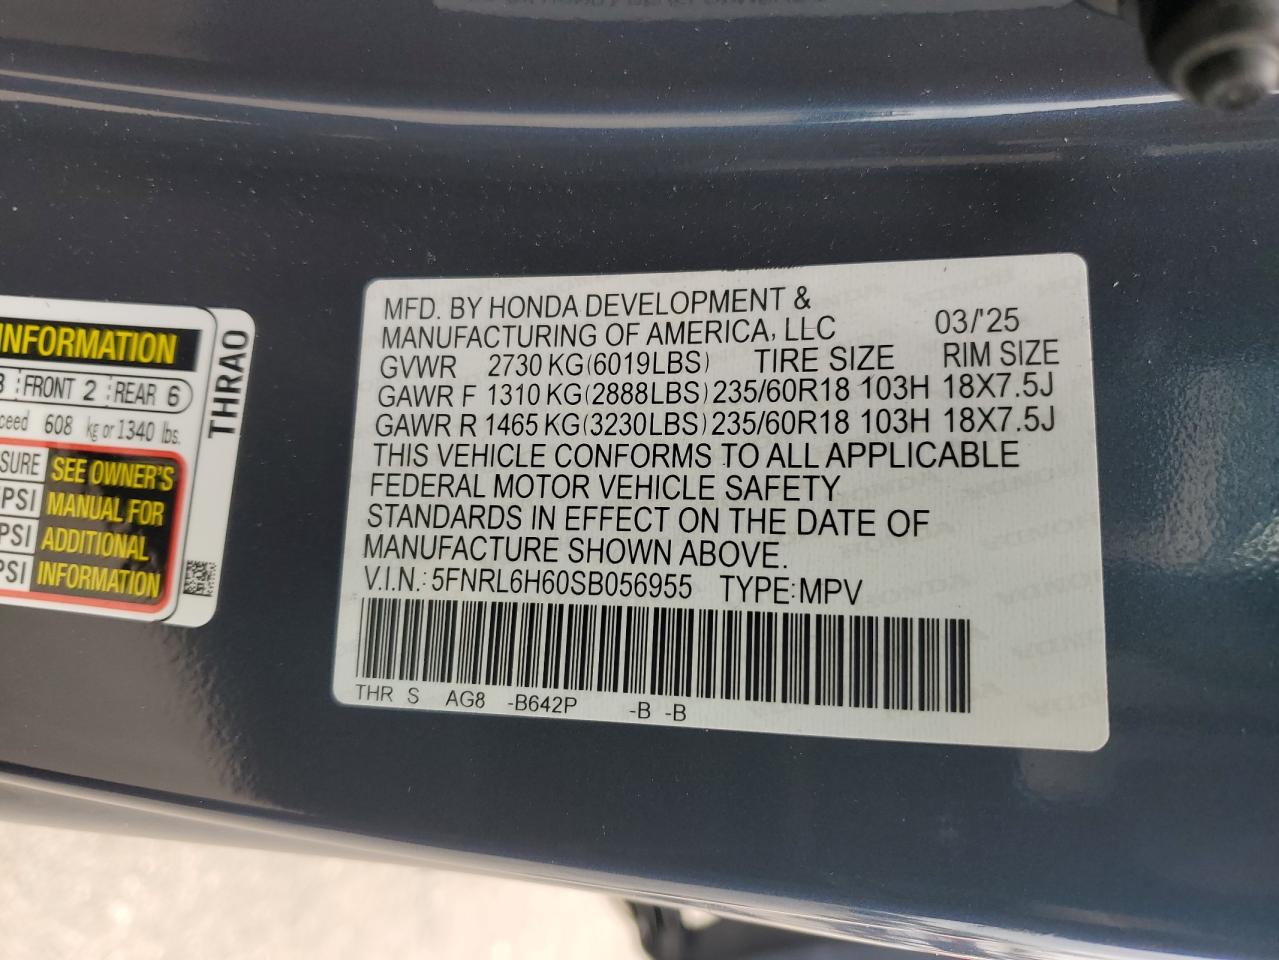 INFORMATION
FRONT 2 REAR 6
608 kg or 1340 lbs.
SEE OWNER'S
PSI MANUAL FOR
PSI ADDITIONAL
PSI INFORMATION
THRAO
MFD. BY HONDA DEVELOPMENT &
MANUFACTURING OF AMERICA, LLC 03/'25
GVWR 2730 KG(6019LBS) TIRE SIZE RIM SIZE
GAWR F 1310 KG(2888LBS) 235/60R18 103H 18X7.5J
GAWR R 1465 KG(3230LBS) 235/60R18 103H 18X7.5J
THIS VEHICLE CONFORMS TO ALL APPLICABLE
FEDERAL MOTOR VEHICLE SAFETY
STANDARDS IN EFFECT ON THE DATE OF
MANUFACTURE SHOWN ABOVE.
V.I.N.: 5FNRL6H60SB056955 TYPE: MPV
THR S AG8 -B642P -B -B